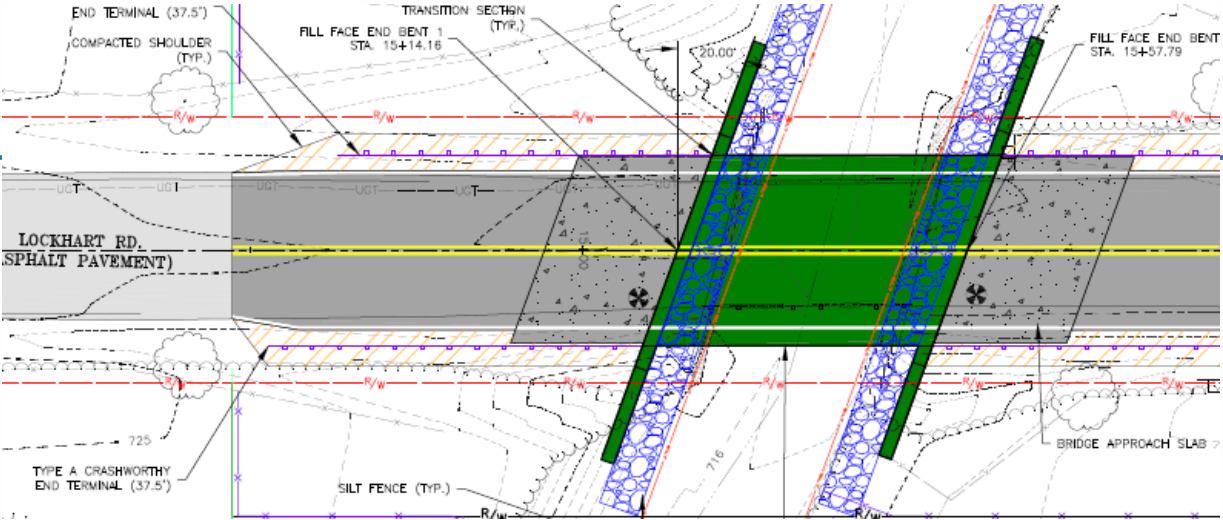 END TERMINAL (37.5')
TRANSITION SECTION
(TYP.)
COMPACTED SHOULDER
(TYP.)
FILL FACE END BENT 1
STA. 15+14.16
20.00'
FILL FACE END BENT
STA. 15+57.79
R/W R/W R/W R/W R/W R/W
UGT UGT UGT UGT UGT
LOCKHART RD.
ASPHALT PAVEMENT)
R/W R/W R/W R/W R/W R/W
725
716
BRIDGE APPROACH SLAB
TYPE A CRASHWORTHY
END TERMINAL (37.5')
SILT FENCE (TYP.)
R/W R/W